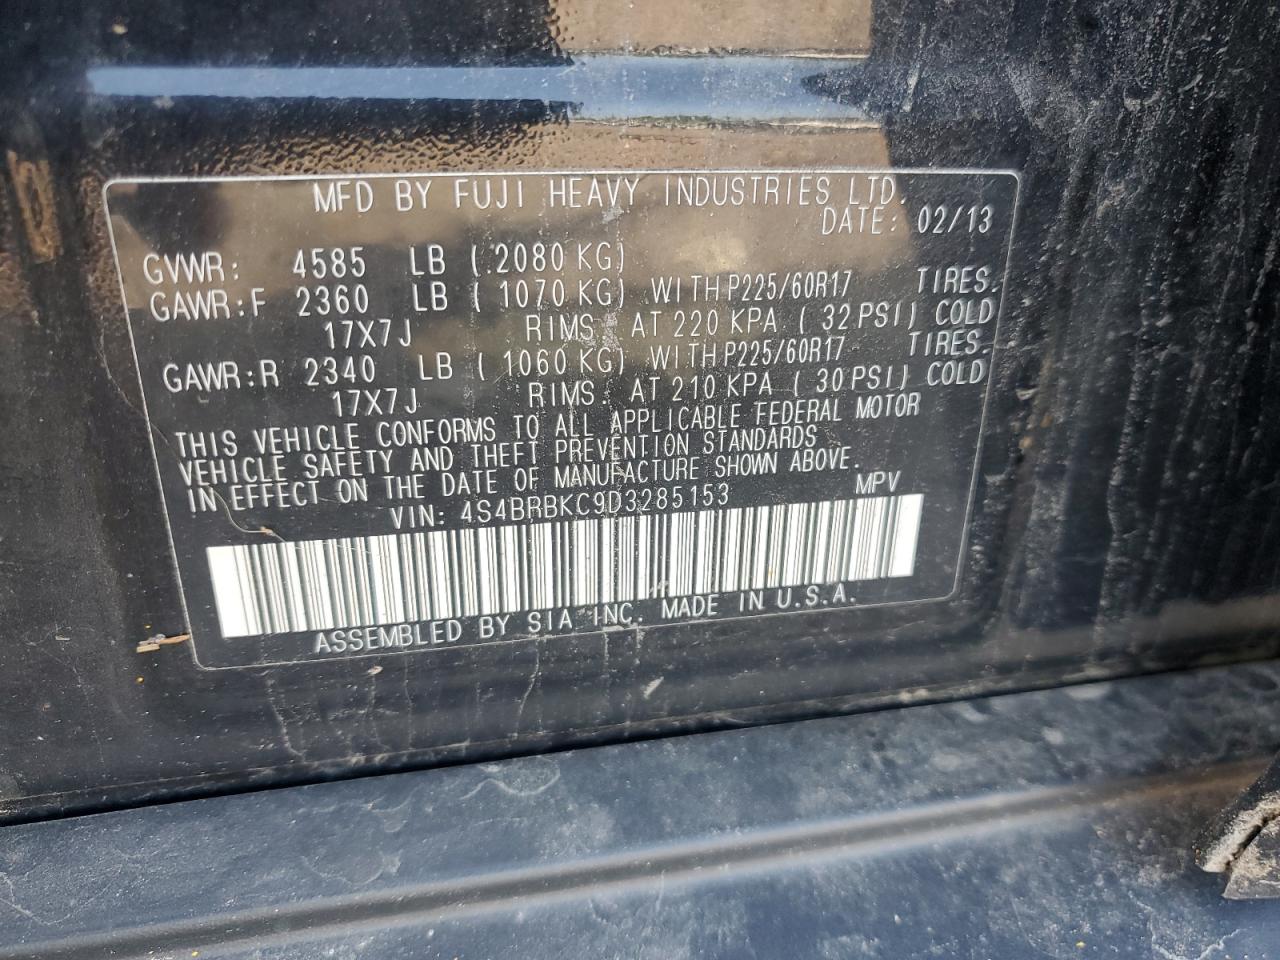 MFD BY FUJI HEAVY INDUSTRIES LTD.
DATE: 02/13
GVWR: 4585 LB ( 2080 KG)
GAWR:F 2360 LB ( 1070 KG) WITH P225/60R17 TIRES.
17X7J RIMS. AT 220 KPA ( 32 PSI) COLD
GAWR:R 2340 LB ( 1060 KG) WITH P225/60R17 TIRES.
17X7J RIMS. AT 210 KPA ( 30 PSI) COLD
THIS VEHICLE CONFORMS TO ALL APPLICABLE FEDERAL MOTOR
VEHICLE SAFETY AND THEFT PREVENTION STANDARDS
IN EFFECT ON THE DATE OF MANUFACTURE SHOWN ABOVE.
VIN: 4S4BRBKC9D3285153 MPV
ASSEMBLED BY SIA INC. MADE IN U.S.A.